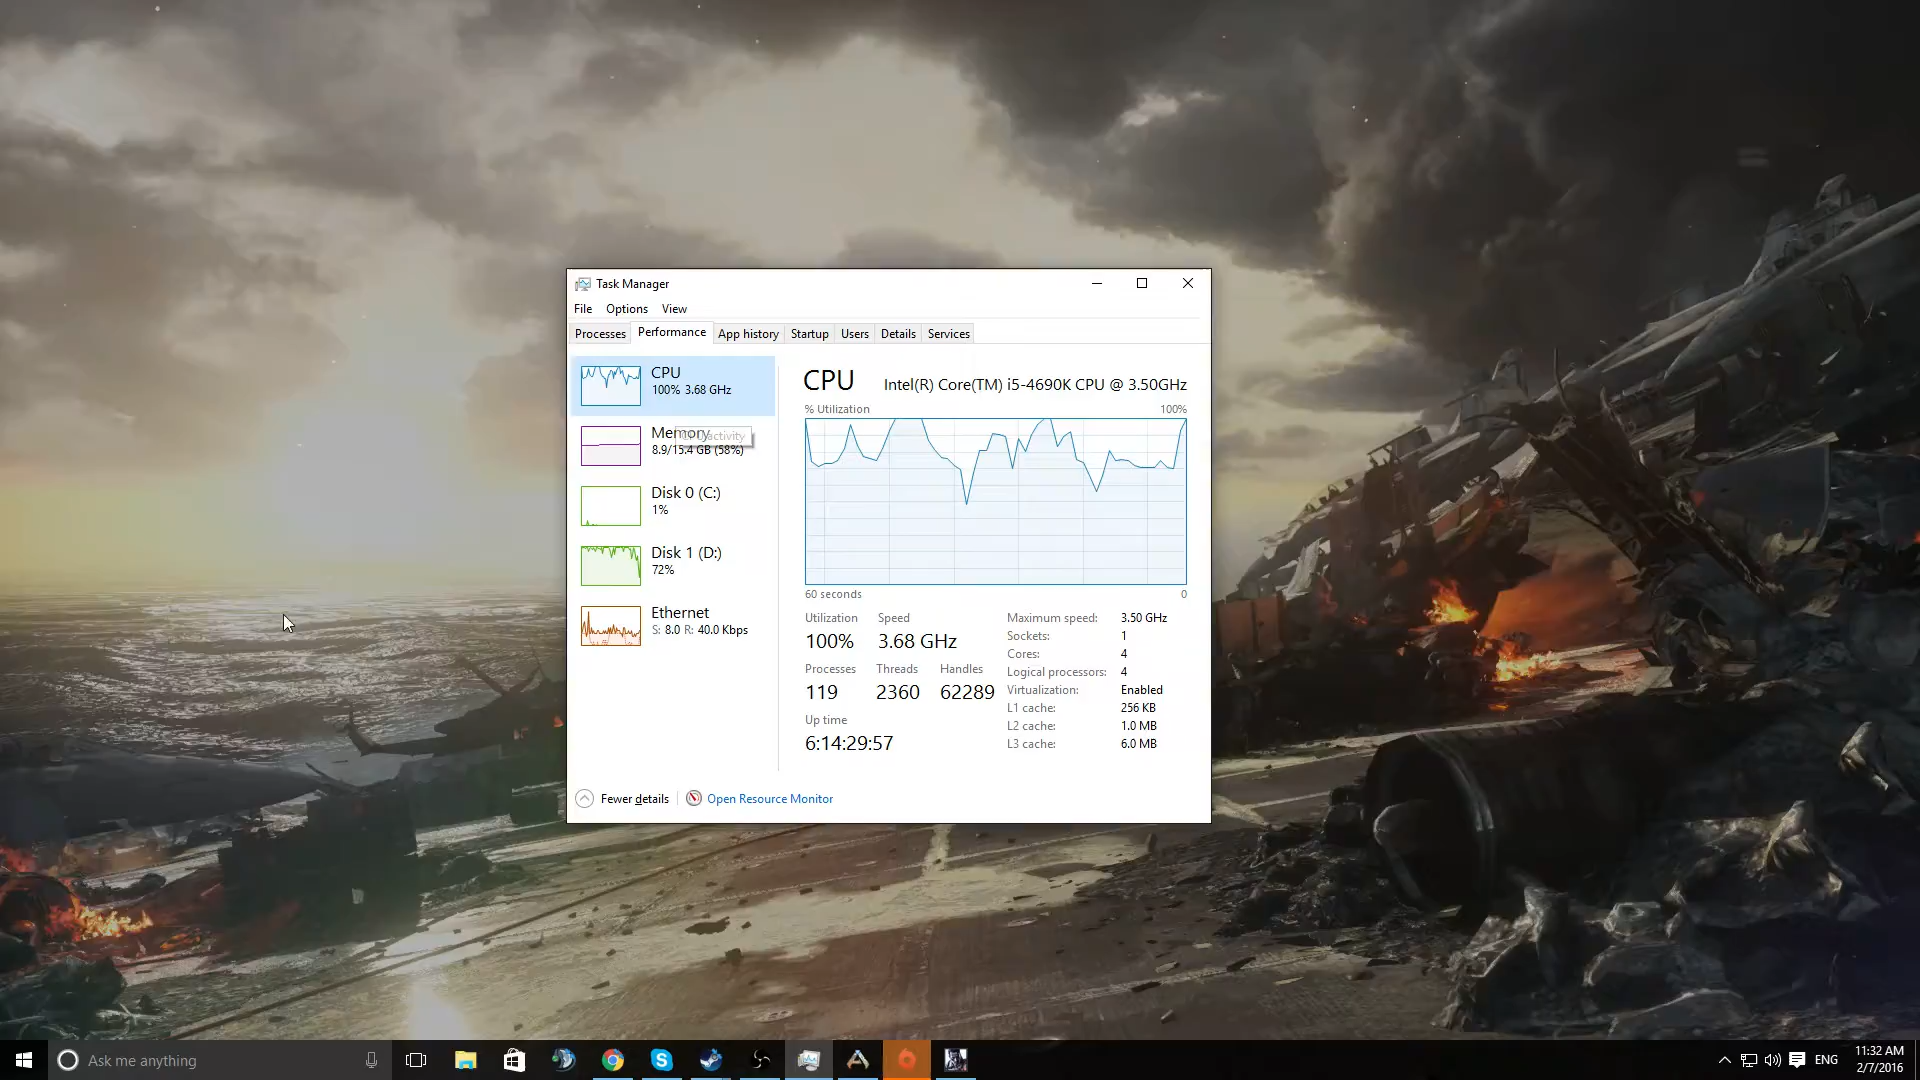 Task Manager
File Options View
Processes Performance App history Startup Users Details Services
CPU
100% 3.68 GHz
Memory
8.9/15.4 GB (58%)
Disk 0 (C:)
1%
Disk 1 (D:)
72%
Ethernet
S: 8.0 R: 40.0 Kbps
CPU Intel(R) Core(TM) i5-4690K CPU @ 3.50GHz
% Utilization 100%
60 seconds 0
Utilization Speed
100% 3.68 GHz
Processes Threads Handles
119 2360 62289
Up time
6:14:29:57
Maximum speed: 3.50 GHz
Sockets: 1
Cores: 4
Logical processors: 4
Virtualization: Enabled
L1 cache: 256 KB
L2 cache: 1.0 MB
L3 cache: 6.0 MB
Fewer details Open Resource Monitor
Ask me anything
ENG
11:32 AM
2/7/2016